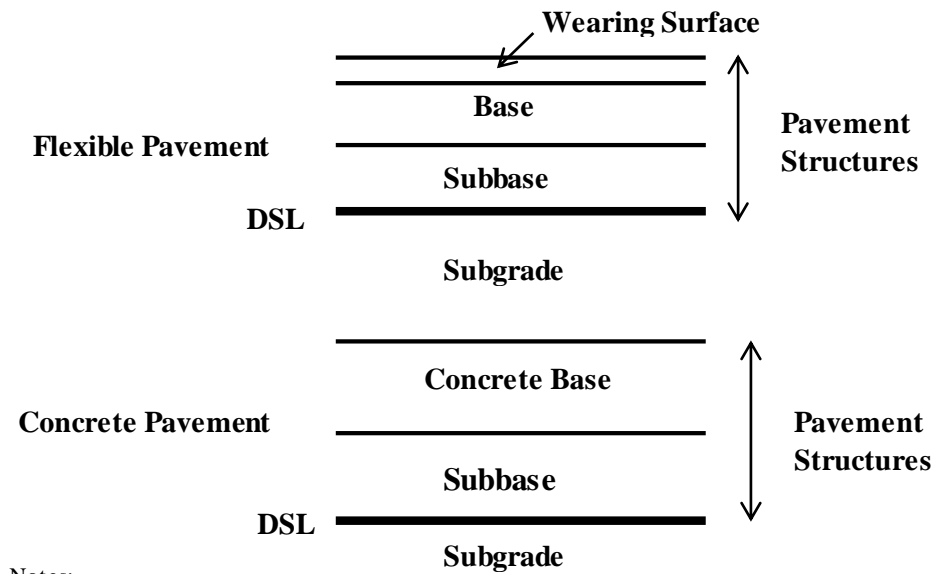 Wearing Surface
Base
Flexible Pavement
Pavement
Structures
Subbase
DSL
Subgrade
Concrete Base
Concrete Pavement
Pavement
Structures
Subbase
DSL
Subgrade
Notes: